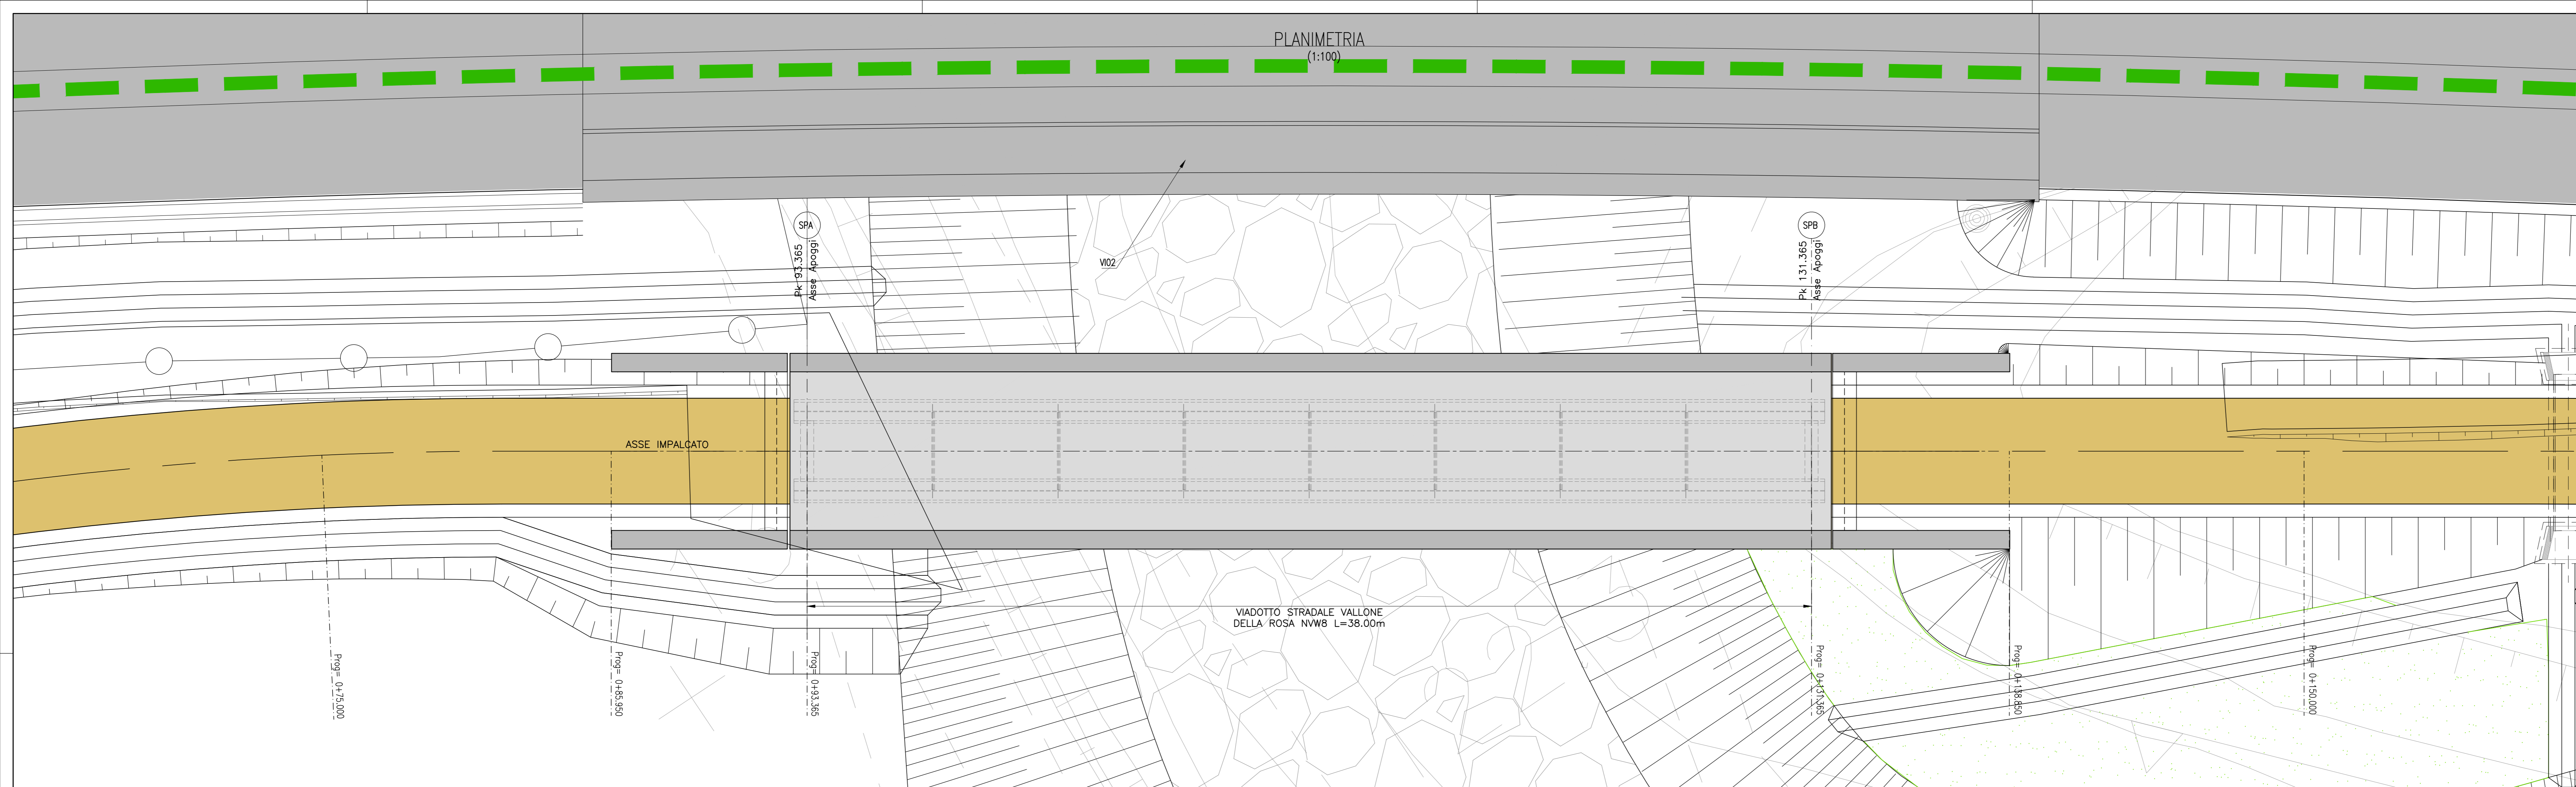 PLANIMETRIA
(1:100)
SPA
Pk 93.365
Asse Apoggi
VI02
SPB
Pk 131.365
Asse Apoggi
ASSE IMPALCATO
VIADOTTO STRADALE VALLONE
DELLA ROSA NVW8 L=38.00m
Prog= 0+75.000
Prog= 0+85.950
Prog= 0+93.365
Prog= 0+131.365
Prog= 0+138.850
Prog= 0+150.000